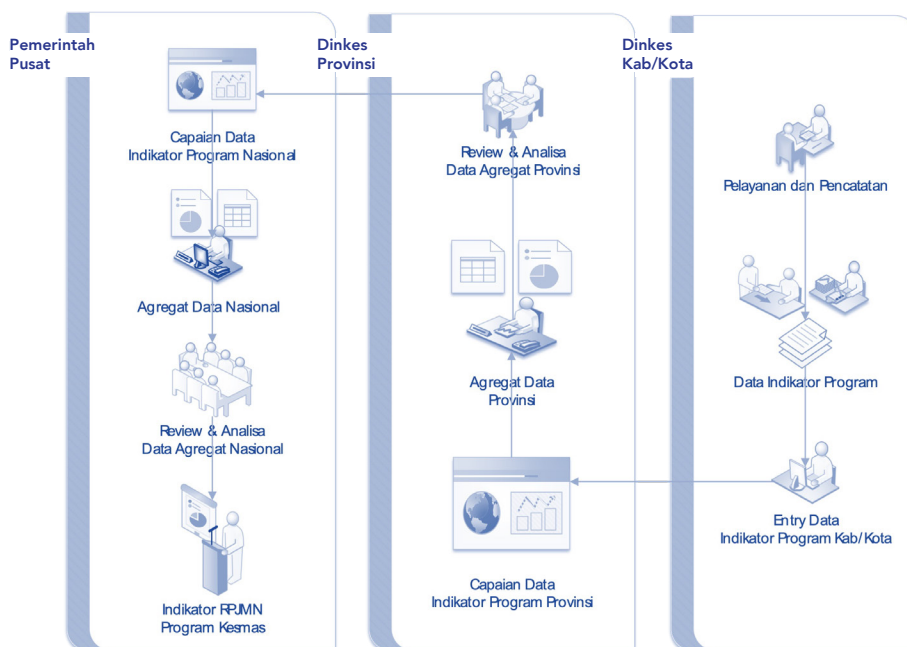 Pemerintah
Pusat
Capaian Data
Indikator Program Nasional
Agregat Data Nasional
Review & Analisa
Data Agregat Nasional
Indikator RPJMN
Program Kesmas
Dinkes
Provinsi
Review & Analisa
Data Agregat Provinsi
Agregat Data
Provinsi
Capaian Data
Indikator Program Provinsi
Dinkes
Kab/Kota
Pelayanan dan Pencatatan
Data Indikator Program
Entry Data
Indikator Program Kab/Kota